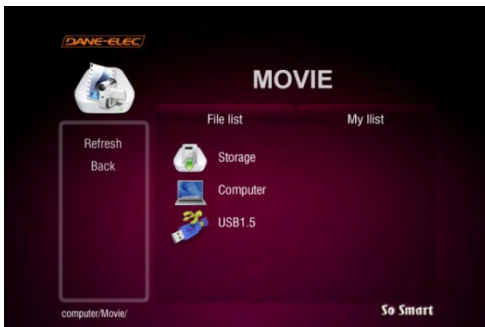 DANE-ELEC
MOVIE
File list
My llist
Refresh
Back
Storage
Computer
USB1.5
computer/Movie/
So Smart